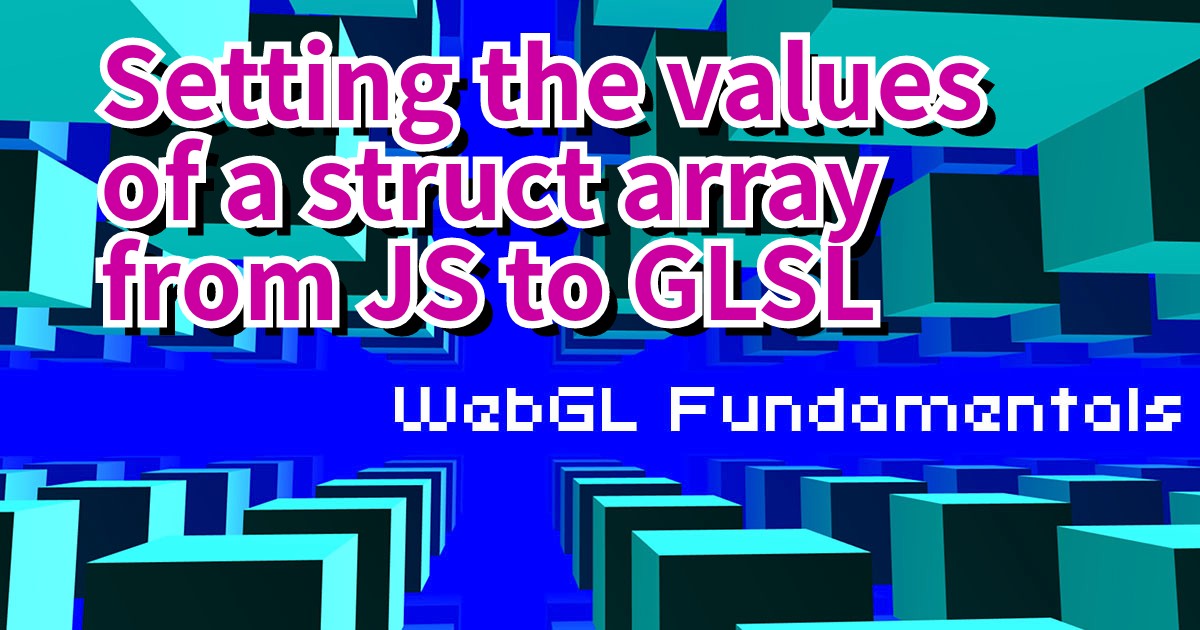 Setting the values
of a struct array
from JS to GLSL
WebGL Fundamentals